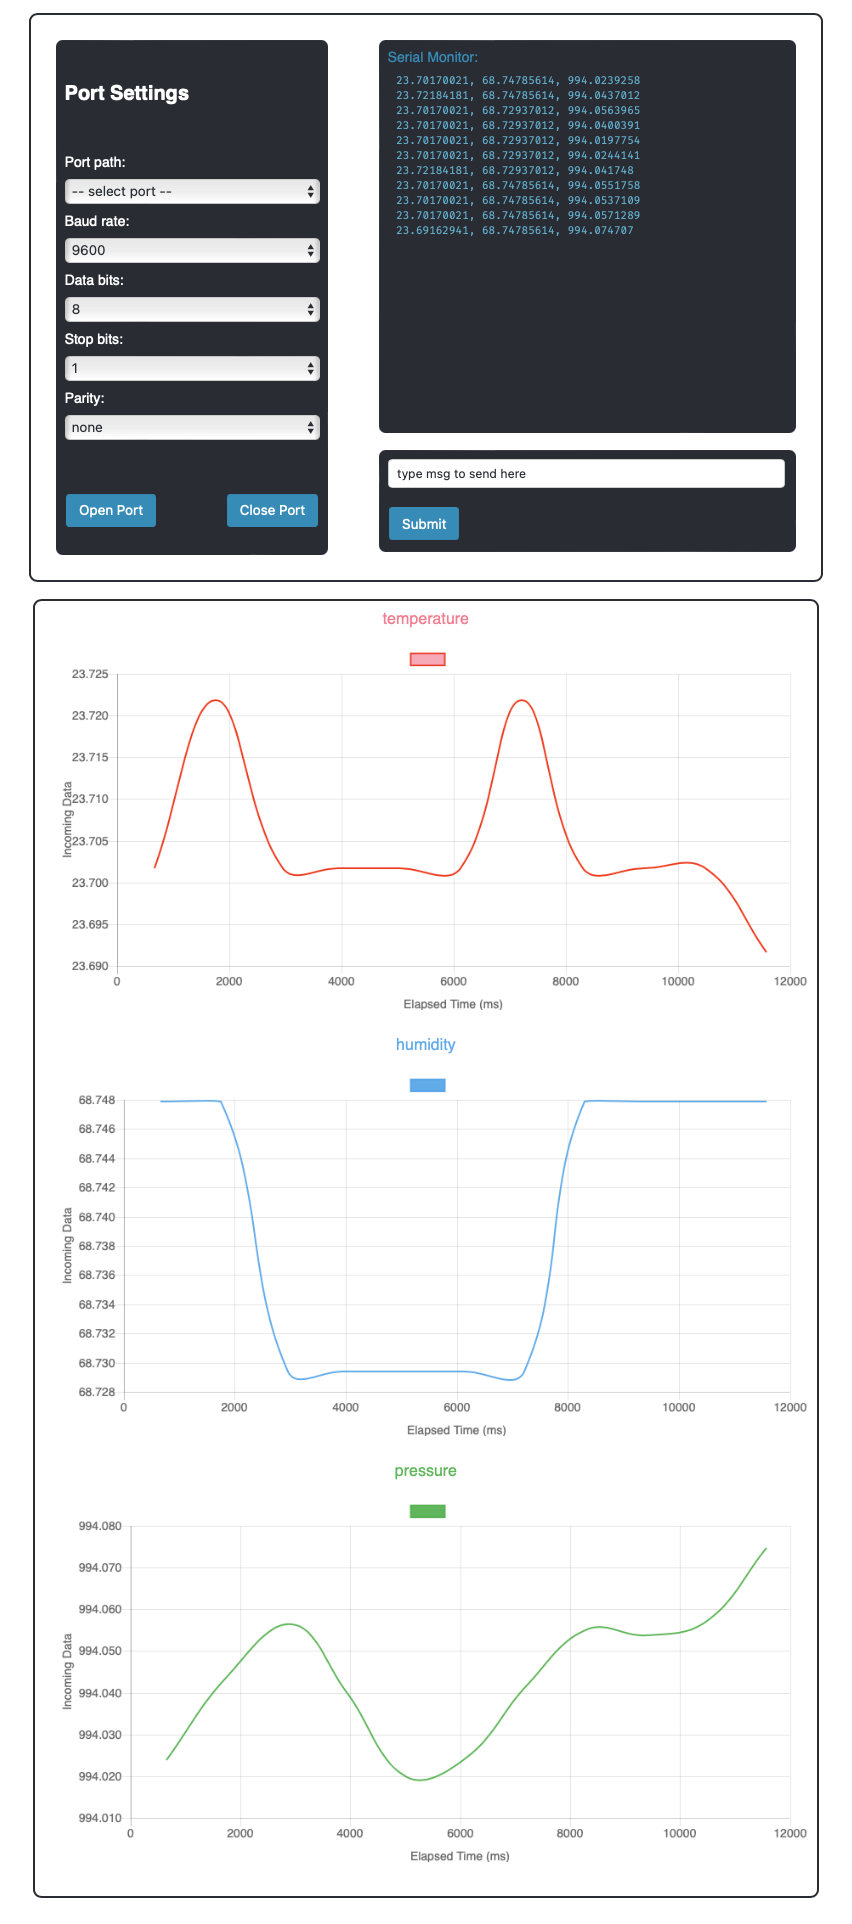 Port Settings
Port path:
-- select port --
Baud rate:
9600
Data bits:
8
Stop bits:
1
Parity:
none
Open Port
Close Port
Serial Monitor:
23.70170021, 68.74785614, 994.0239258
23.72184181, 68.74785614, 994.0437012
23.70170021, 68.72937012, 994.0563965
23.70170021, 68.72937012, 994.0400391
23.70170021, 68.72937012, 994.0197754
23.70170021, 68.72937012, 994.0244141
23.72184181, 68.72937012, 994.041748
23.70170021, 68.74785614, 994.0551758
23.70170021, 68.74785614, 994.0537109
23.70170021, 68.74785614, 994.0571289
23.69162941, 68.74785614, 994.074707
type msg to send here
Submit
temperature
Incoming Data
23.725
23.720
23.715
23.710
23.705
23.700
23.695
23.690
0 2000 4000 6000 8000 10000 12000
Elapsed Time (ms)
humidity
Incoming Data
68.748
68.746
68.744
68.742
68.740
68.738
68.736
68.734
68.732
68.730
68.728
0 2000 4000 6000 8000 10000 12000
Elapsed Time (ms)
pressure
Incoming Data
994.080
994.070
994.060
994.050
994.040
994.030
994.020
994.010
0 2000 4000 6000 8000 10000 12000
Elapsed Time (ms)